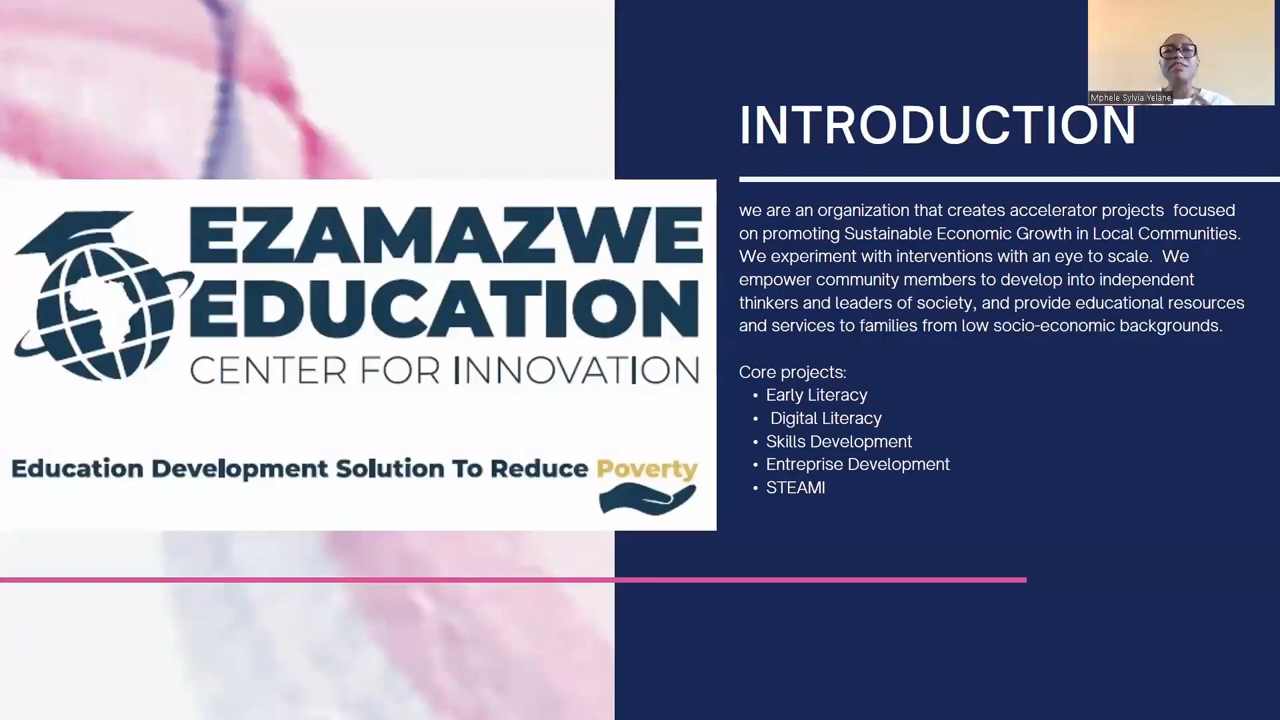 Mphele Sylvia Yelane
INTRODUCTION
EZAMAZWE
EDUCATION
CENTER FOR INNOVATION
Education Development Solution To Reduce Poverty
we are an organization that creates accelerator projects focused
on promoting Sustainable Economic Growth in Local Communities.
We experiment with interventions with an eye to scale. We
empower community members to develop into independent
thinkers and leaders of society, and provide educational resources
and services to families from low socio-economic backgrounds.
Core projects:
• Early Literacy
• Digital Literacy
• Skills Development
• Entreprise Development
• STEAMI